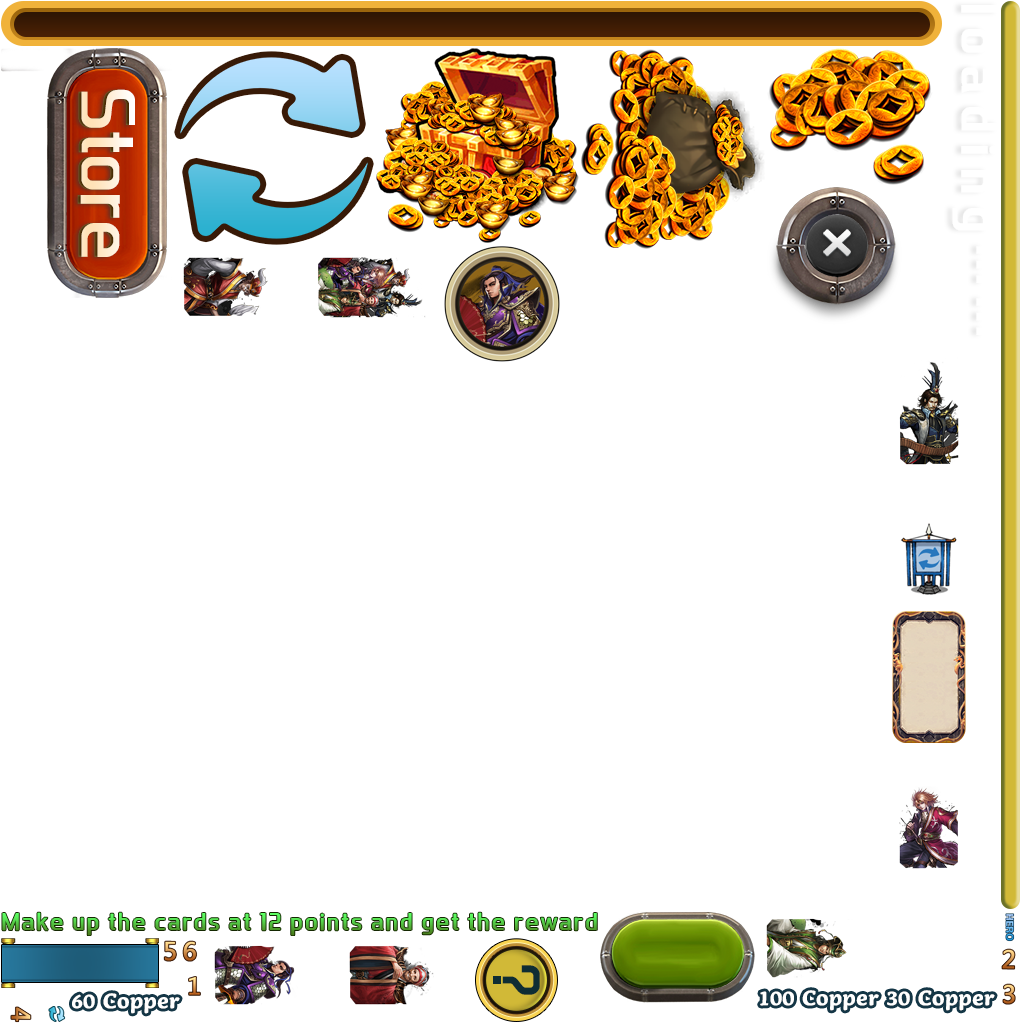 loading......
Store
Make up the cards at 12 points and get the reward
HERO
5 6
1
2
3
4
?
60 Copper
100 Copper
30 Copper